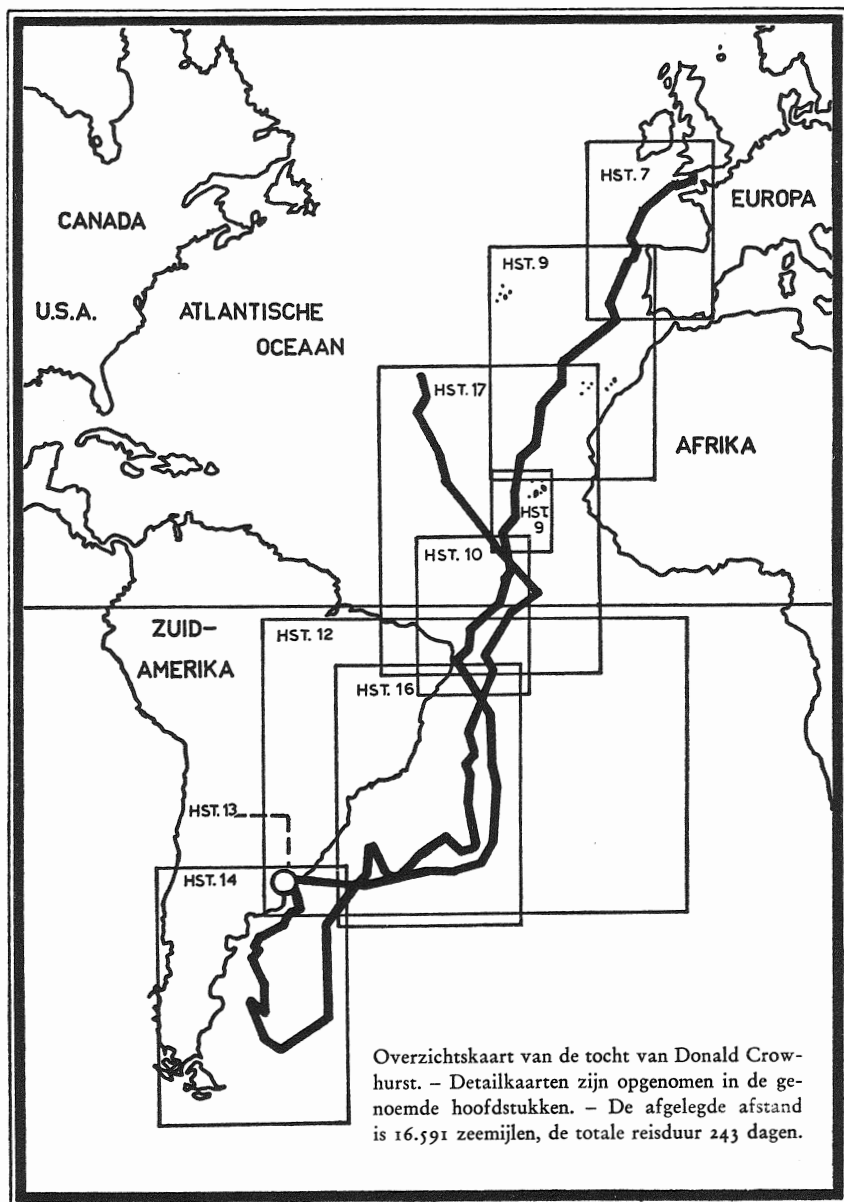 HST. 7
EUROPA
CANADA
HST. 9
U.S.A.
ATLANTISCHE
OCEAAN
HST. 17
AFRIKA
HST.
9
HST. 10
ZUID-
AMERIKA
HST. 12
HST. 16
HST. 13
HST. 14
Overzichtskaart van de tocht van Donald Crow-
hurst. – Detailkaarten zijn opgenomen in de ge-
noemde hoofdstukken. – De afgelegde afstand
is 16.591 zeemijlen, de totale reisduur 243 dagen.